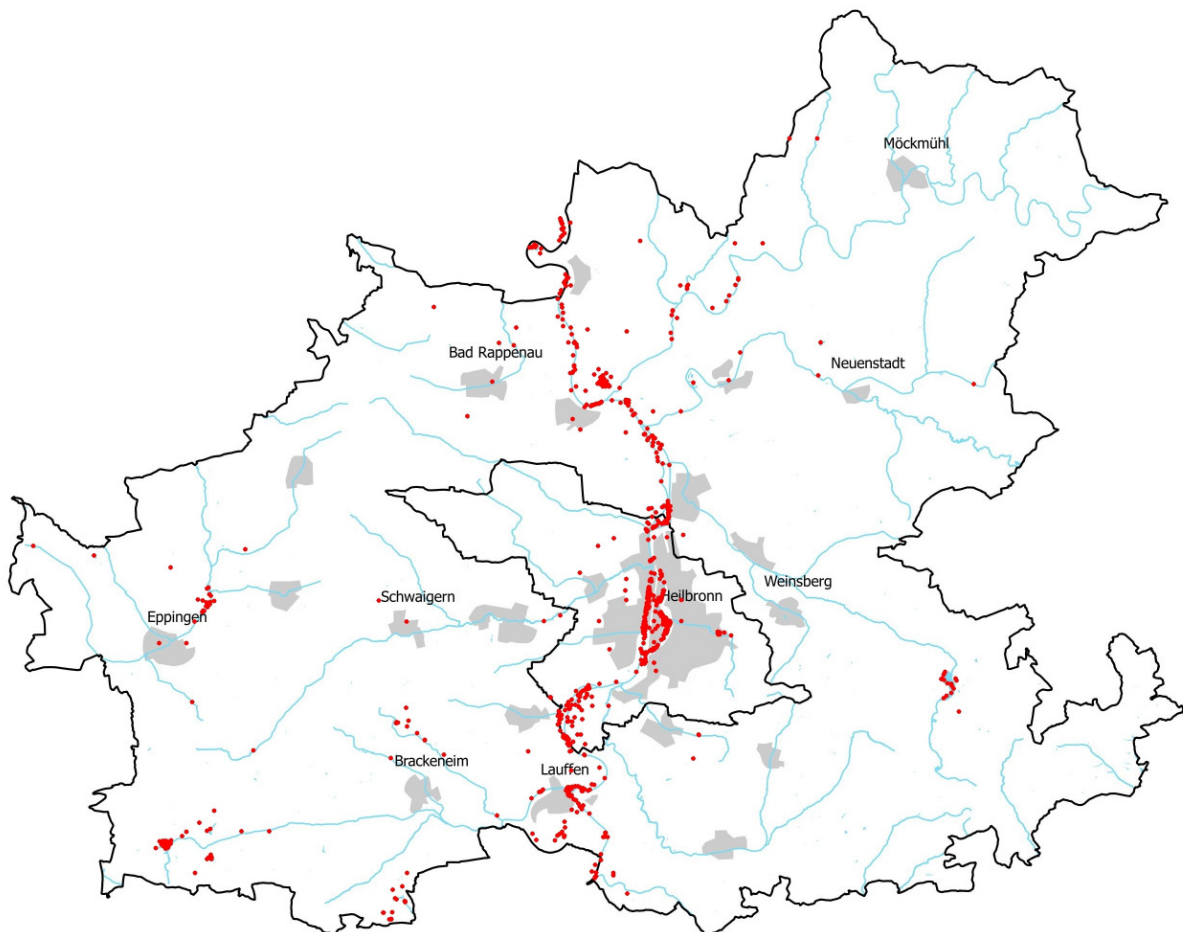 Möckmühl
Bad Rappenau
Neuenstadt
Weinsberg
Schwaigern
Heilbronn
Eppingen
Brackeneim
Lauffen